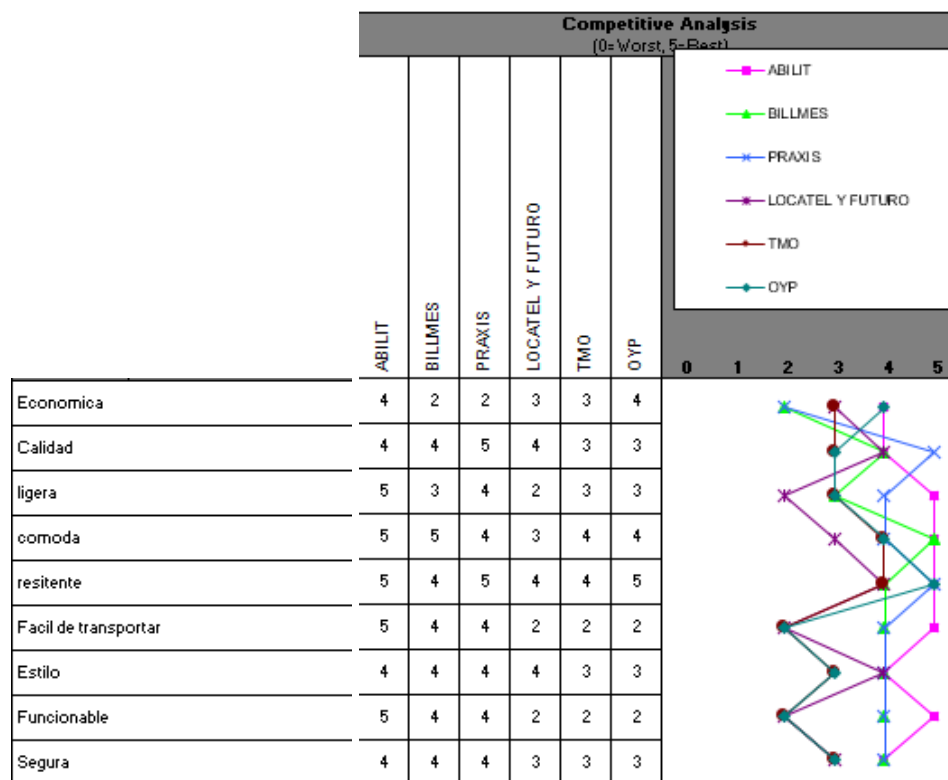 Competitive Analysis
(0=Worst, 5=Best)
ABILIT
BILLMES
PRAXIS
LOCATEL Y FUTURO
TMO
OYP
ABILIT
BILLMES
PRAXIS
LOCATEL Y FUTURO
TMO
OYP
0 1 2 3 4 5
Economica 4 2 2 3 3 4
Calidad 4 4 5 4 3 3
ligera 5 3 4 2 3 3
comoda 5 5 4 3 4 4
resitente 5 4 5 4 4 5
Facil de transportar 5 4 4 2 2 2
Estilo 4 4 4 4 3 3
Funcionable 5 4 4 2 2 2
Segura 4 4 4 3 3 3